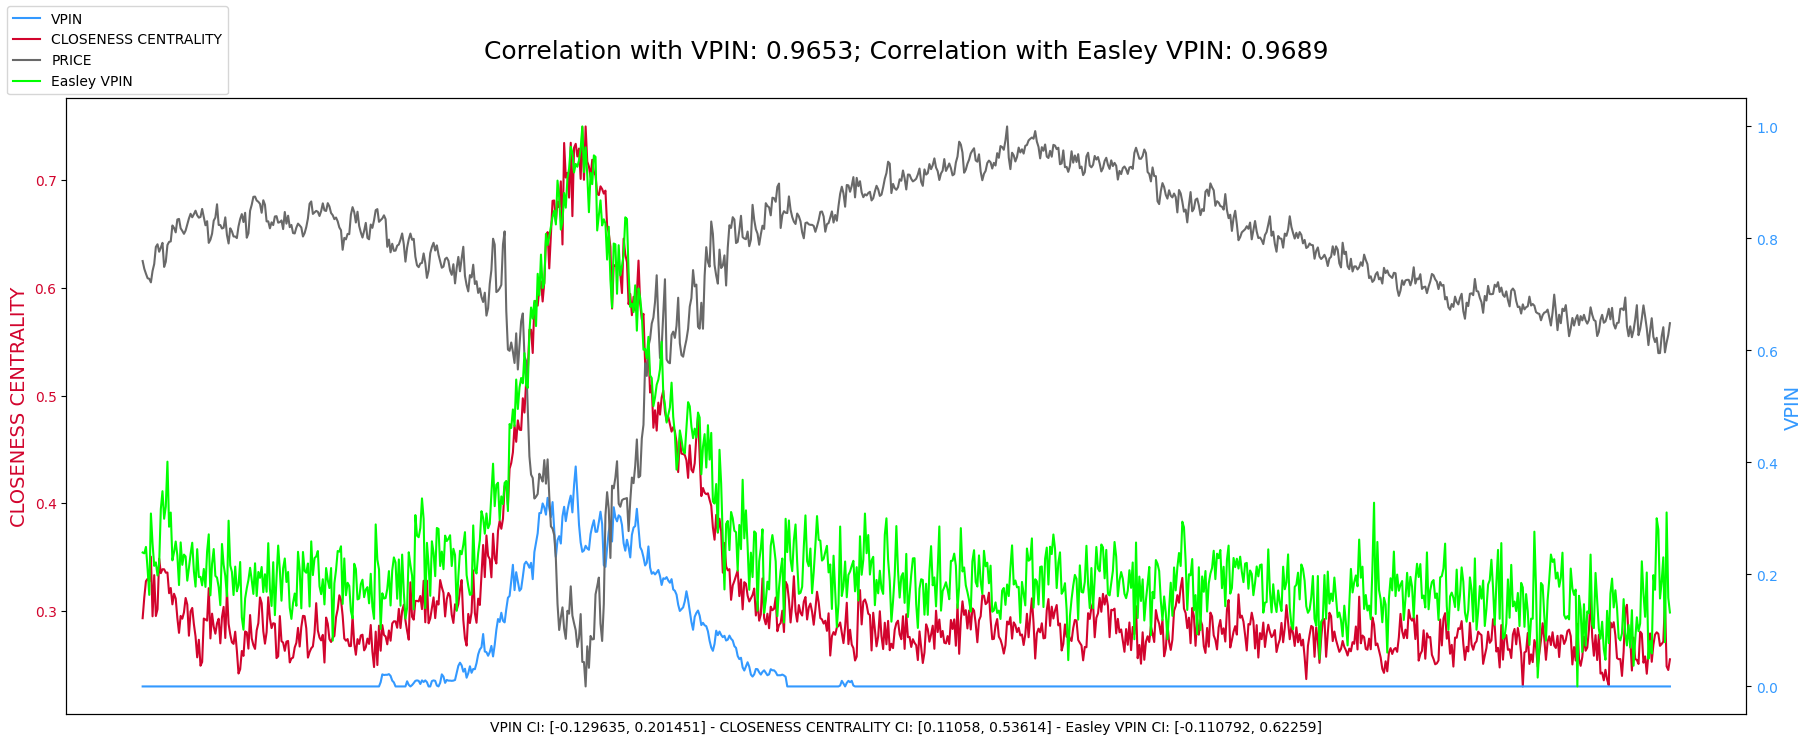 VPIN
CLOSENESS CENTRALITY
PRICE
Easley VPIN
Correlation with VPIN: 0.9653; Correlation with Easley VPIN: 0.9689
CLOSENESS CENTRALITY
0.7
0.6
0.5
0.4
0.3
1.0
0.8
0.6
0.4
0.2
0.0
VPIN
VPIN CI: [-0.129635, 0.201451] - CLOSENESS CENTRALITY CI: [0.11058, 0.53614] - Easley VPIN CI: [-0.110792, 0.62259]